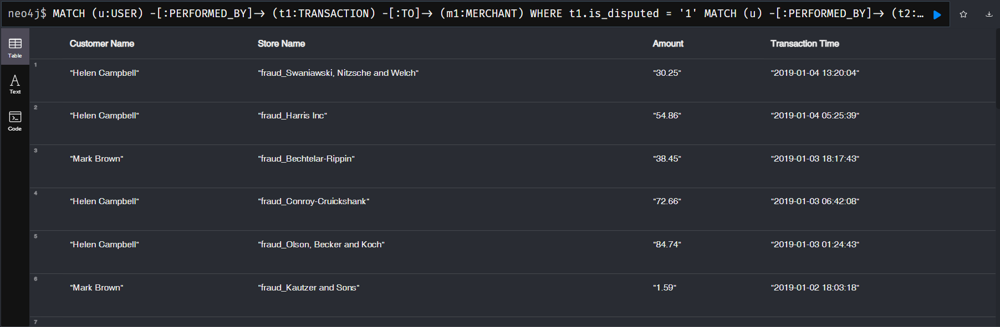 neo4j$ MATCH (u:USER) -[:PERFORMED_BY]→ (t1:TRANSACTION) -[:TO]→ (m1:MERCHANT) WHERE t1.is_disputed = '1' MATCH (u) -[:PERFORMED_BY]→ (t2:…
Table
Text
Code
Customer Name Store Name Amount Transaction Time
1
"Helen Campbell" "fraud_Swaniawski, Nitzsche and Welch" "30.25" "2019-01-04 13:20:04"
2
"Helen Campbell" "fraud_Harris Inc" "54.86" "2019-01-04 05:25:39"
3
"Mark Brown" "fraud_Bechtelar-Rippin" "38.45" "2019-01-03 18:17:43"
4
"Helen Campbell" "fraud_Conroy-Cruickshank" "72.66" "2019-01-03 06:42:08"
5
"Helen Campbell" "fraud_Olson, Becker and Koch" "84.74" "2019-01-03 01:24:43"
6
"Mark Brown" "fraud_Kautzer and Sons" "1.59" "2019-01-02 18:03:18"
7